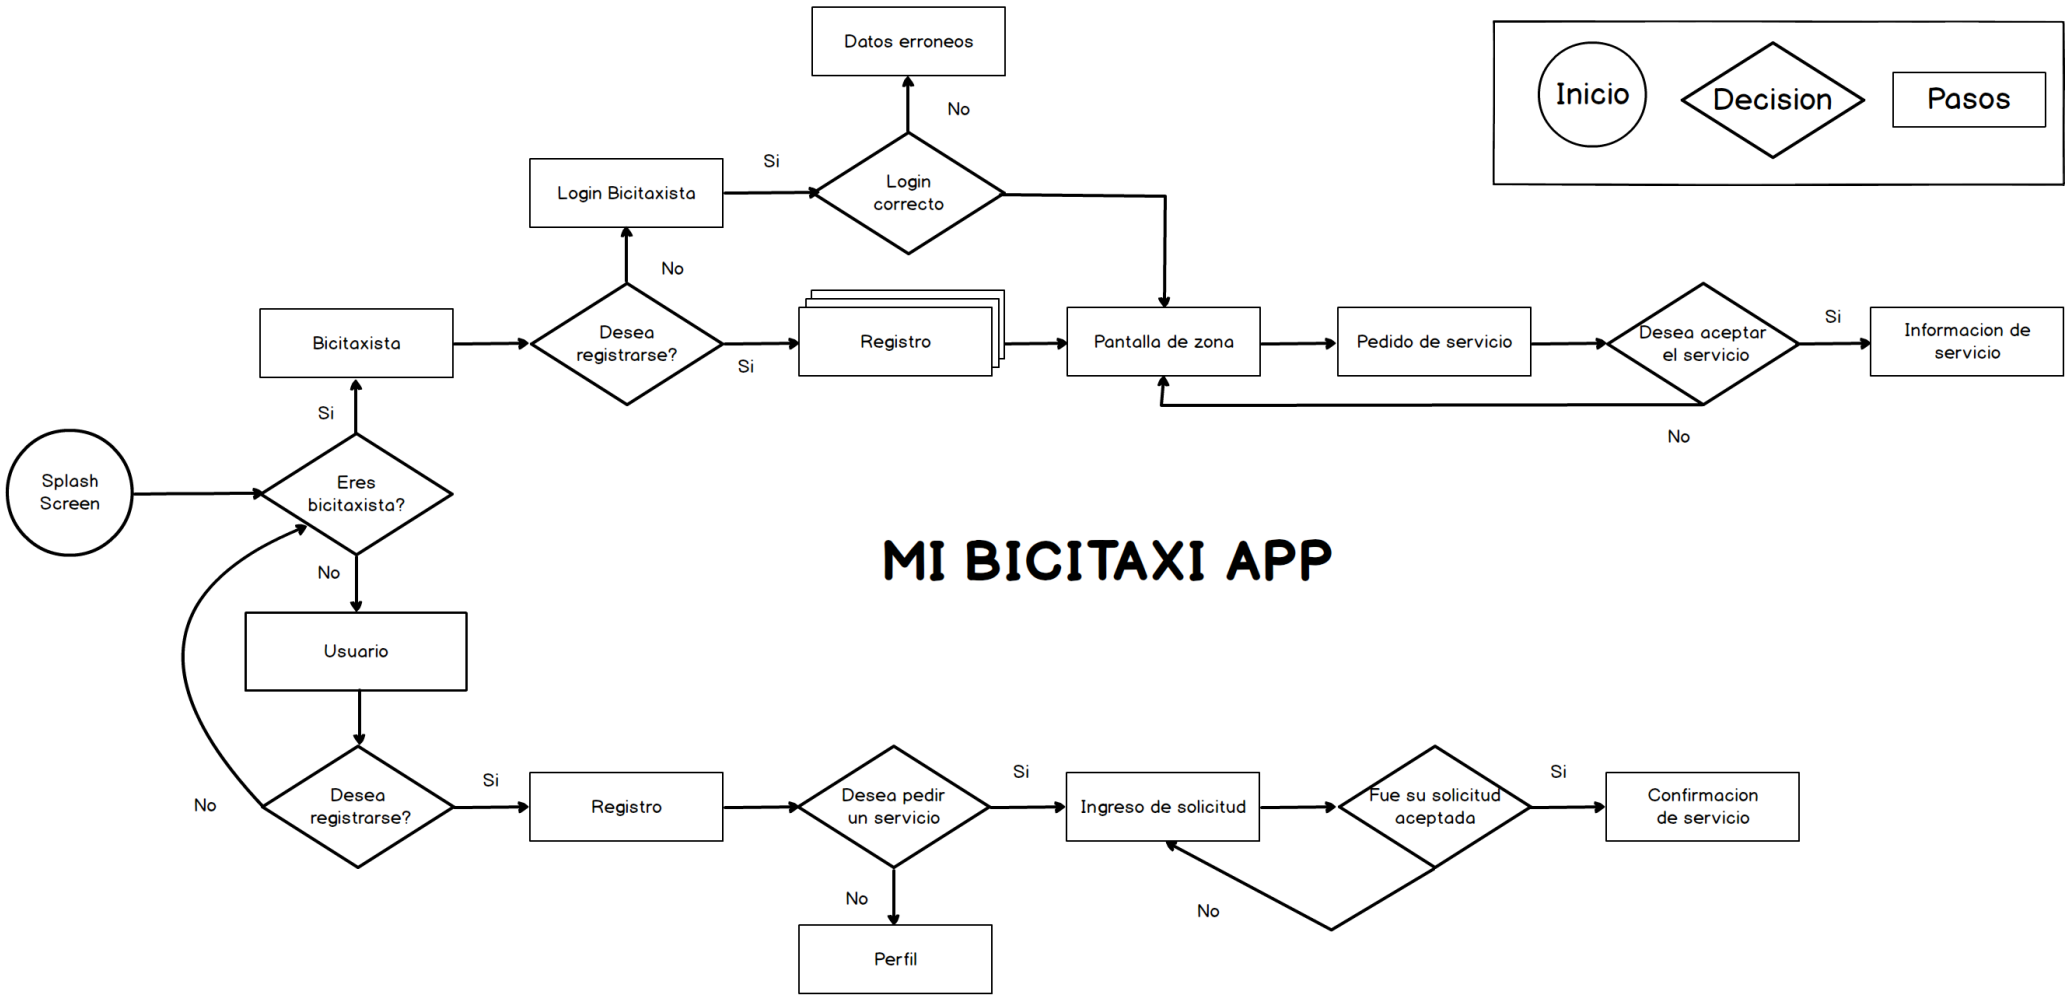 Datos erroneos
No
Inicio
Decision
Pasos
Login Bicitaxista
Si
Login
correcto
No
Bicitaxista
Desea
registrarse?
Si
Registro
Pantalla de zona
Pedido de servicio
Desea aceptar
el servicio
Si
Informacion de
servicio
No
Si
Splash
Screen
Eres
bicitaxista?
No
MI BICITAXI APP
Usuario
No
Desea
registrarse?
Si
Registro
Desea pedir
un servicio
Si
Ingreso de solicitud
Fue su solicitud
aceptada
Si
Confirmacion
de servicio
No
No
Perfil